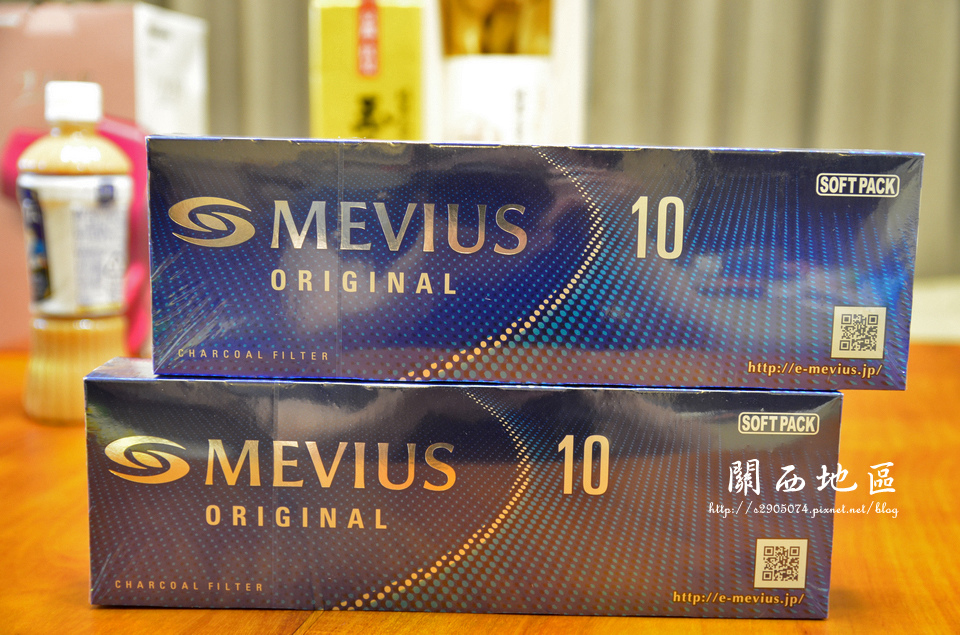 MEVIUS
ORIGINAL
10
SOFT PACK
CHARCOAL FILTER
http://e-mevius.jp/
MEVIUS
ORIGINAL
10
SOFT PACK
CHARCOAL FILTER
http://e-mevius.jp/
關西地區
http://s2905074.pixnet.net/blog